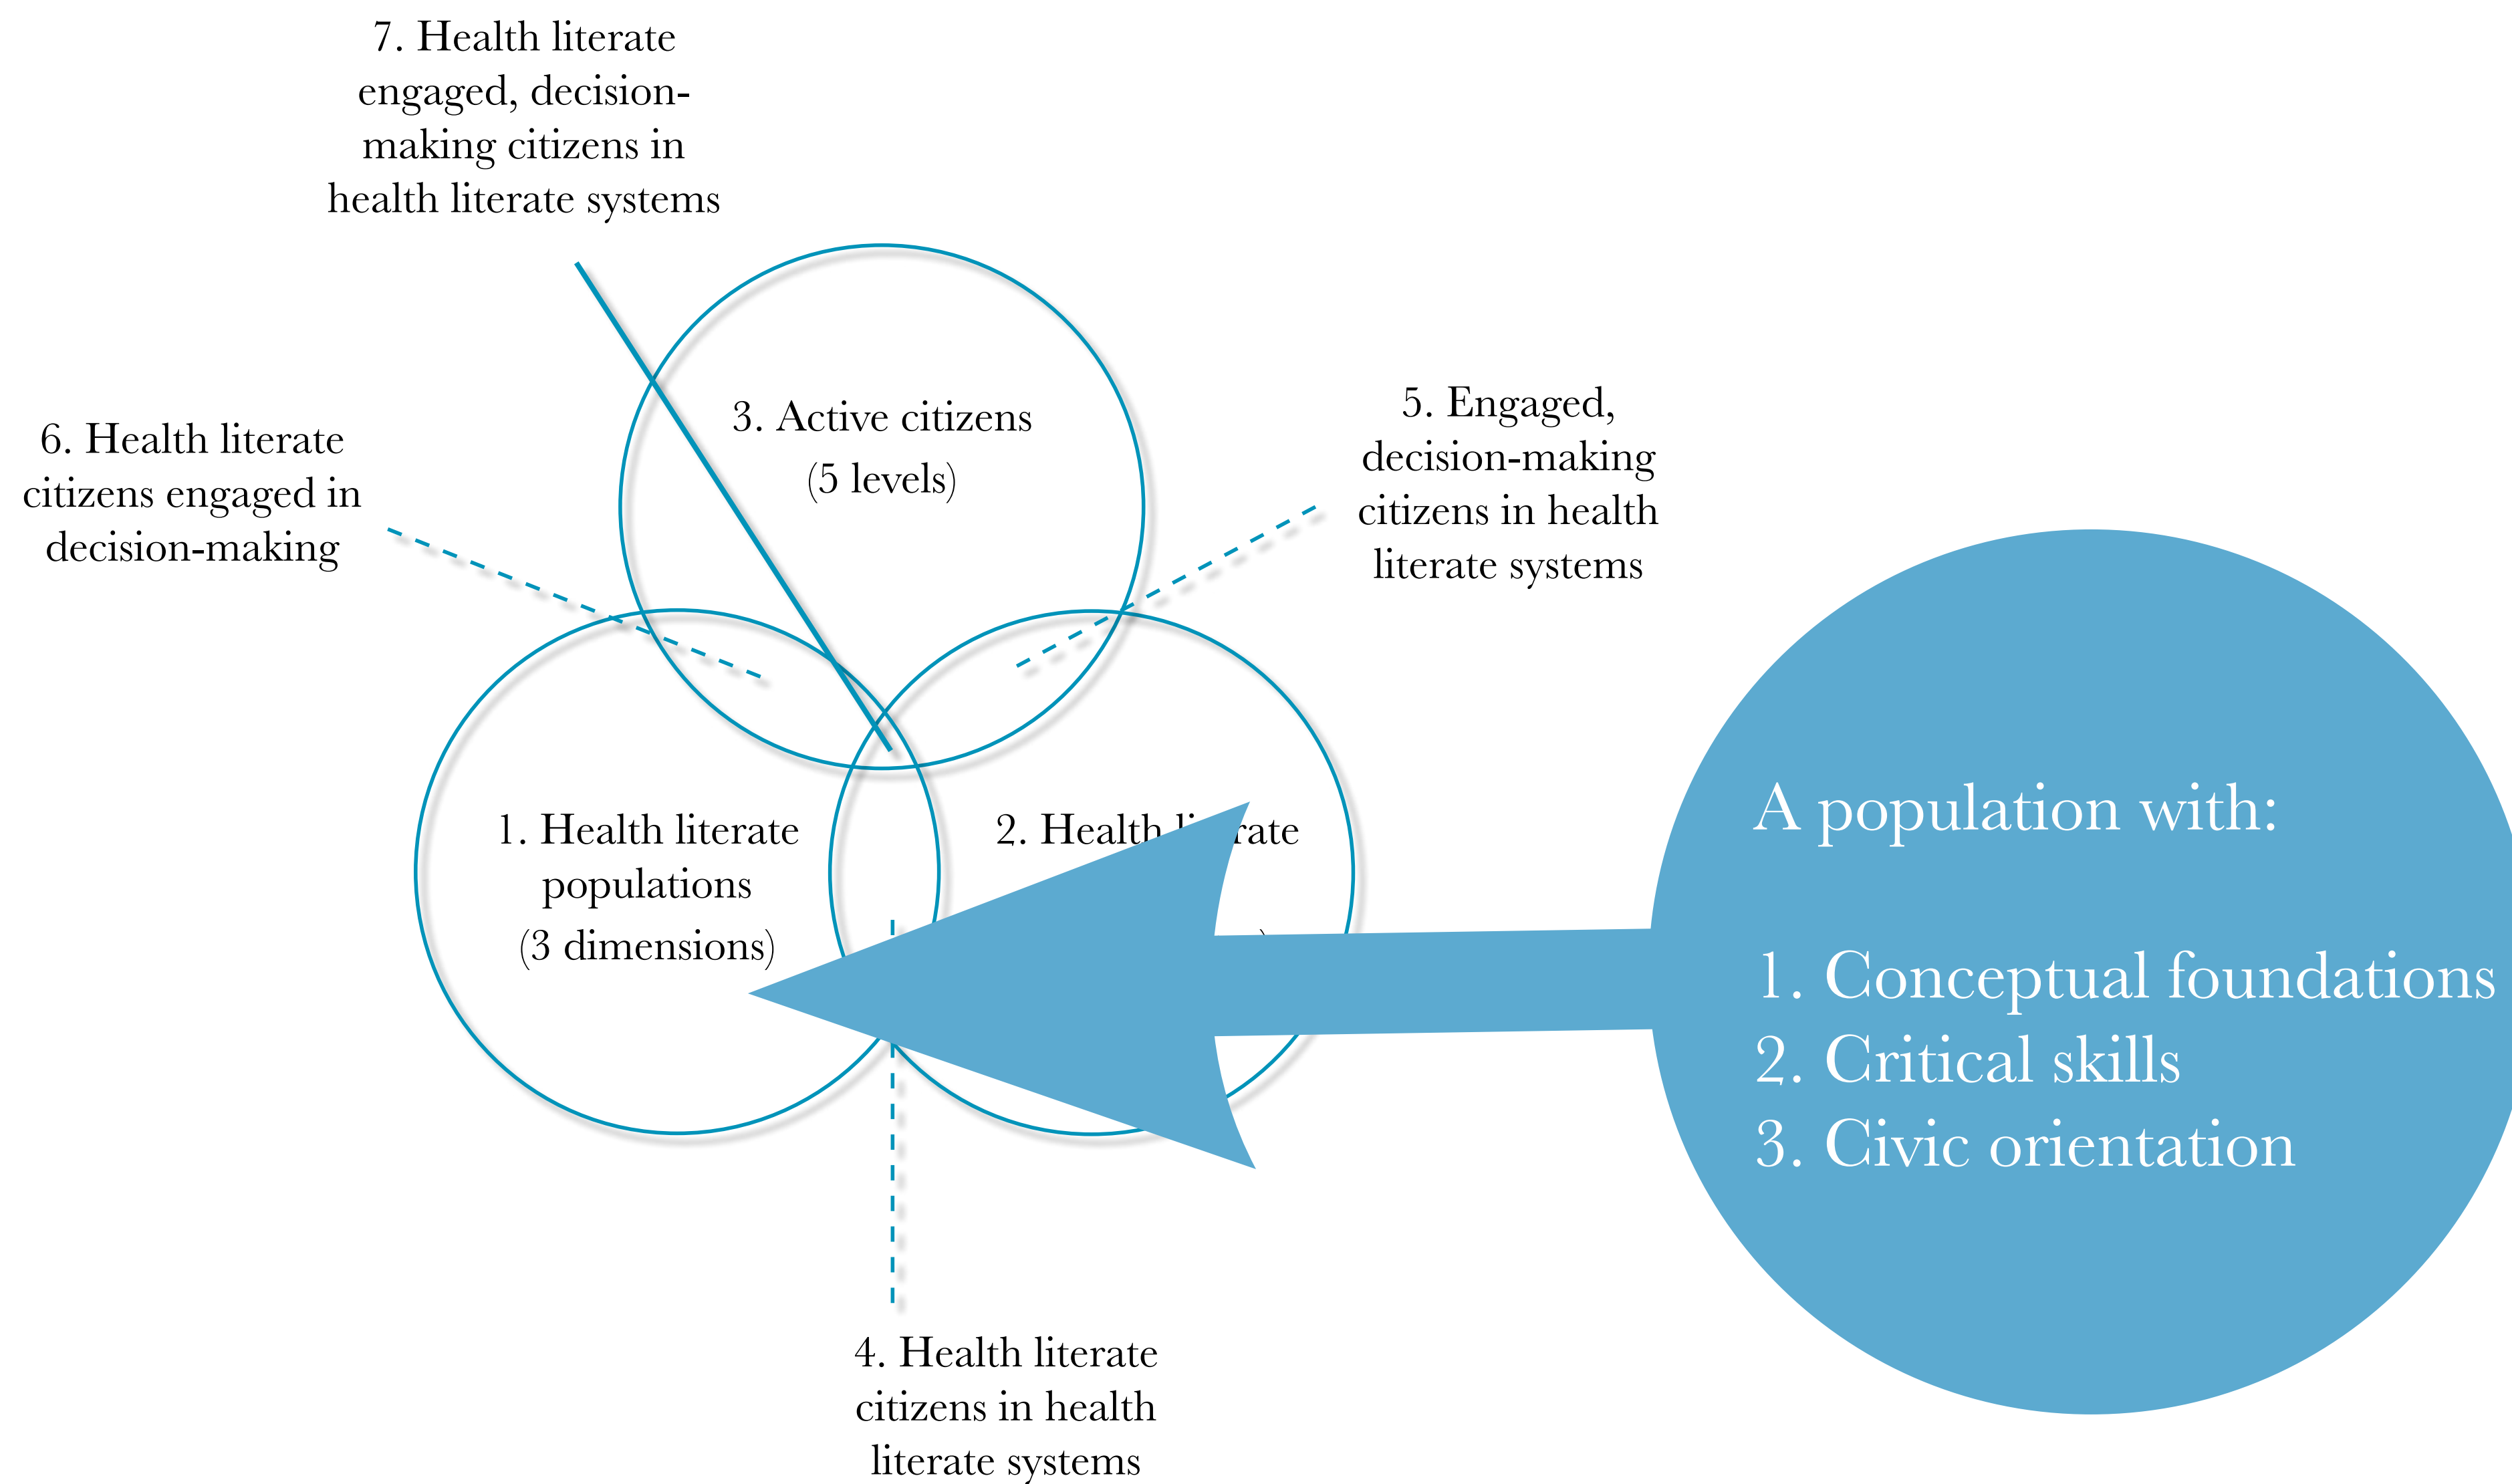 7. Health literate
engaged, decision-
making citizens in
health literate systems
3. Active citizens
(5 levels)
6. Health literate
citizens engaged in
decision-making
5. Engaged,
decision-making
citizens in health
literate systems
1. Health literate
populations
(3 dimensions)
2. Health
A population with:
1. Conceptual foundations
2. Critical skills
3. Civic orientation
4. Health literate
citizens in health
literate systems